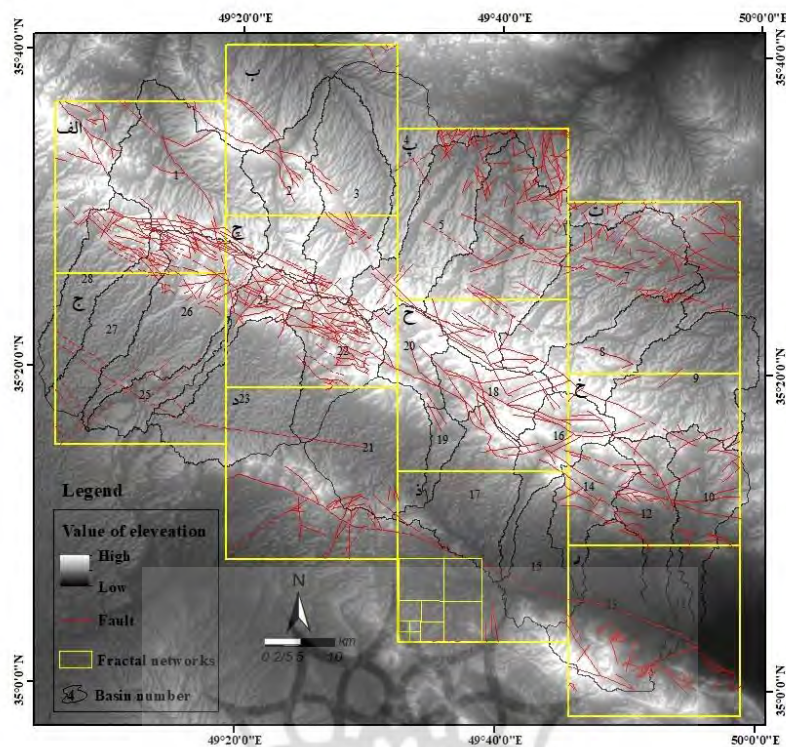 49°20'0"E 49°40'0"E 50°0'0"E
35°40'0"N 35°40'0"N
ب
الف
پ
ت
1
2
3
5
6
7
ج
28
ج
24
26
27
ح
8
35°20'0"N 35°20'0"N
20
22
9
خ
18
25
23
د
19
16
21
ذ
17
14
12
10
Legend
Value of eleveation
High
Low
Fault
Fractal networks
4 Basin number
N
0 2/5 5 10 km
15
ر
13
11
35°0'0"N 35°0'0"N
49°20'0"E 49°40'0"E 50°0'0"E